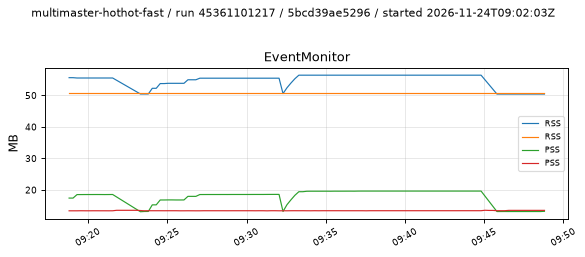 multimaster-hothot-fast / run 45361101217 / 5bcd39ae5296 / started 2026-11-24T09:02:03Z
EventMonitor
MB
50
40
30
20
RSS
RSS
PSS
PSS
09:20
09:25
09:30
09:35
09:40
09:45
09:50